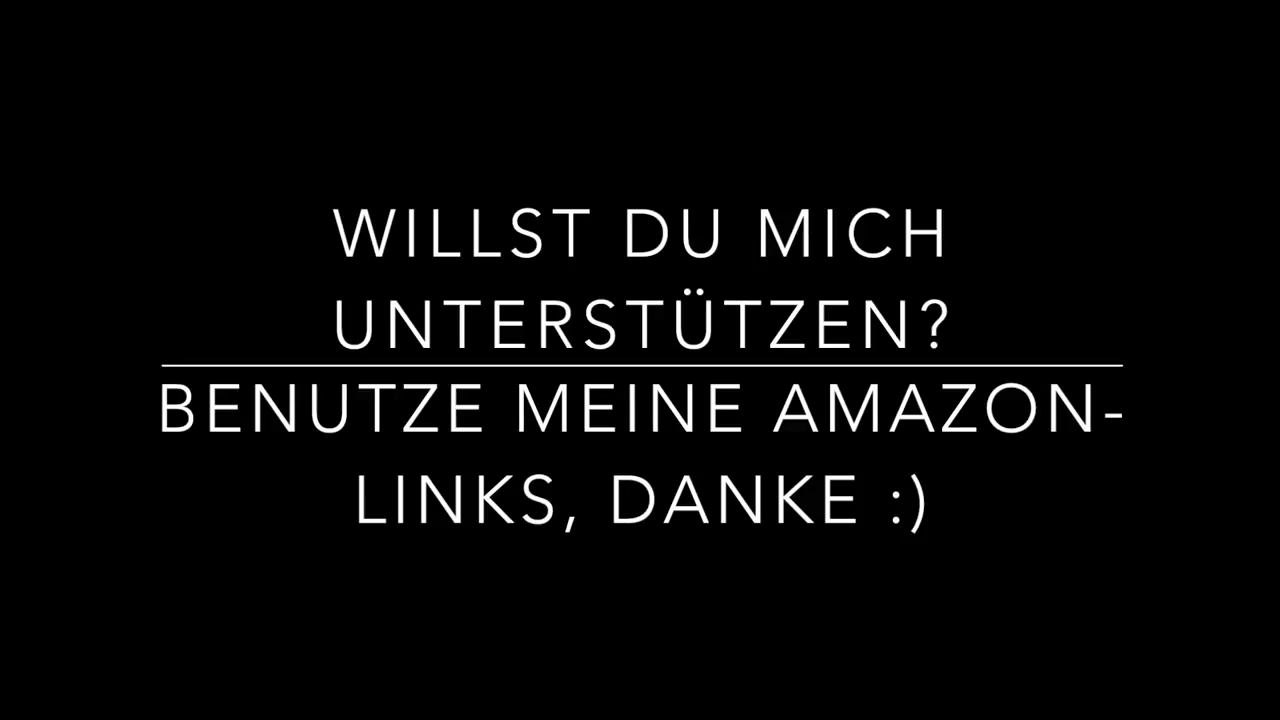 WILLST DU MICH
UNTERSTÜTZEN?
BENUTZE MEINE AMAZON-
LINKS, DANKE :)